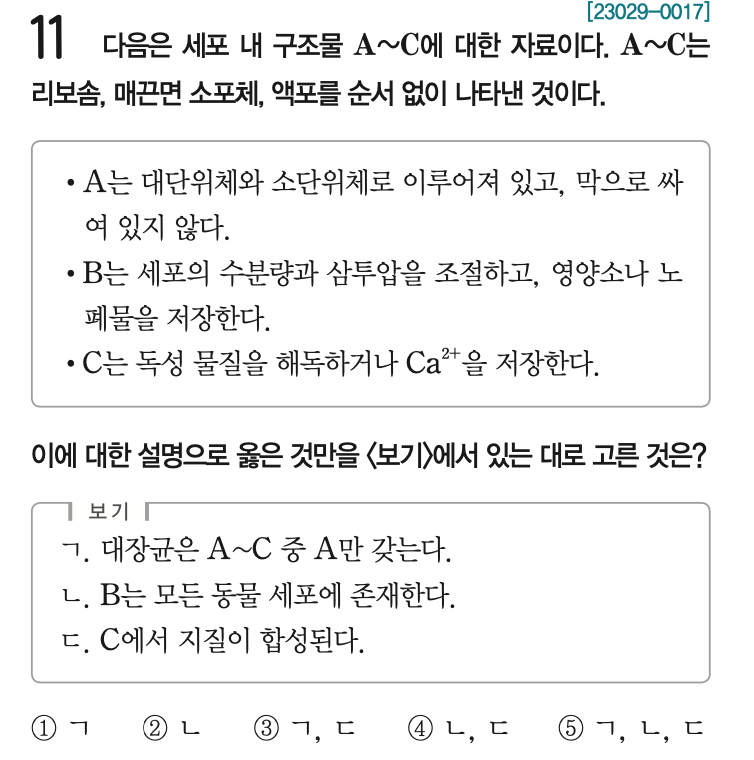 [23029-0017]
11 다음은 세포 내 구조물 A~C에 대한 자료이다. A~C는
리보솜, 매끈면 소포체, 액포를 순서 없이 나타낸 것이다.
• A는 대단위체와 소단위체로 이루어져 있고, 막으로 싸
여 있지 않다.
• B는 세포의 수분량과 삼투압을 조절하고, 영양소나 노
폐물을 저장한다.
• C는 독성 물질을 해독하거나 Ca²⁺을 저장한다.
이에 대한 설명으로 옳은 것만을 〈보기〉에서 있는 대로 고른 것은?
보기
ㄱ. 대장균은 A~C 중 A만 갖는다.
ㄴ. B는 모든 동물 세포에 존재한다.
ㄷ. C에서 지질이 합성된다.
① ㄱ ② ㄴ ③ ㄱ, ㄷ ④ ㄴ, ㄷ ⑤ ㄱ, ㄴ, ㄷ